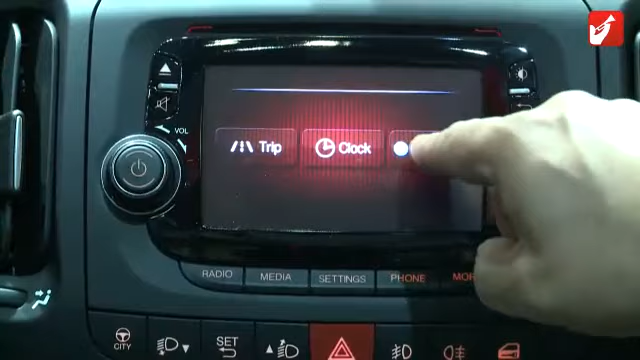 VOL
Trip
Clock
RADIO
MEDIA
SETTINGS
PHONE
CITY
SET